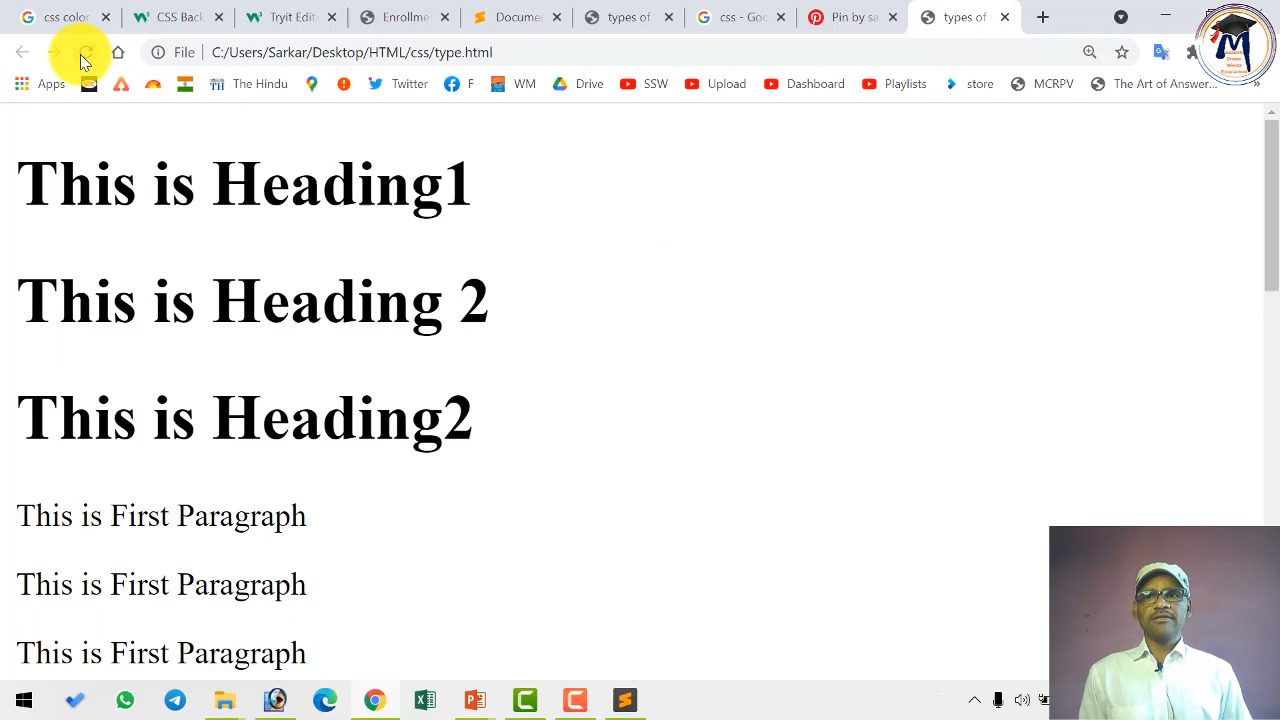 css color
CSS Back
Tryit Edit
Enrollme
Docume
types of
css - Goo
Pin by sa
types of
File
C:/Users/Sarkar/Desktop/HTML/css/type.html
Apps
TH
The Hindu
Twitter
F
WM
Drive
SSW
Upload
Dashboard
Playlists
store
MCRPV
The Art of Answer...
»
M
This is Heading1
This is Heading 2
This is Heading2
This is First Paragraph
This is First Paragraph
This is First Paragraph